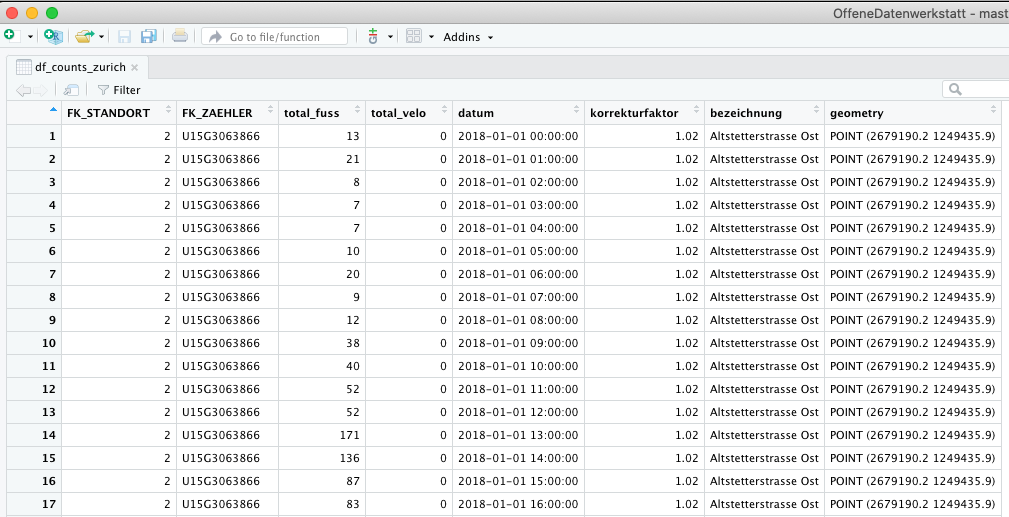 OffeneDatenwerkstatt - mast
Go to file/function Addins
df_counts_zurich
Filter
FK_STANDORT FK_ZAEHLER total_fuss total_velo datum korrekturfaktor bezeichnung geometry
1 2 U15G3063866 13 0 2018-01-01 00:00:00 1.02 Altstetterstrasse Ost POINT (2679190.2 1249435.9)
2 2 U15G3063866 21 0 2018-01-01 01:00:00 1.02 Altstetterstrasse Ost POINT (2679190.2 1249435.9)
3 2 U15G3063866 8 0 2018-01-01 02:00:00 1.02 Altstetterstrasse Ost POINT (2679190.2 1249435.9)
4 2 U15G3063866 7 0 2018-01-01 03:00:00 1.02 Altstetterstrasse Ost POINT (2679190.2 1249435.9)
5 2 U15G3063866 7 0 2018-01-01 04:00:00 1.02 Altstetterstrasse Ost POINT (2679190.2 1249435.9)
6 2 U15G3063866 10 0 2018-01-01 05:00:00 1.02 Altstetterstrasse Ost POINT (2679190.2 1249435.9)
7 2 U15G3063866 20 0 2018-01-01 06:00:00 1.02 Altstetterstrasse Ost POINT (2679190.2 1249435.9)
8 2 U15G3063866 9 0 2018-01-01 07:00:00 1.02 Altstetterstrasse Ost POINT (2679190.2 1249435.9)
9 2 U15G3063866 12 0 2018-01-01 08:00:00 1.02 Altstetterstrasse Ost POINT (2679190.2 1249435.9)
10 2 U15G3063866 38 0 2018-01-01 09:00:00 1.02 Altstetterstrasse Ost POINT (2679190.2 1249435.9)
11 2 U15G3063866 40 0 2018-01-01 10:00:00 1.02 Altstetterstrasse Ost POINT (2679190.2 1249435.9)
12 2 U15G3063866 52 0 2018-01-01 11:00:00 1.02 Altstetterstrasse Ost POINT (2679190.2 1249435.9)
13 2 U15G3063866 52 0 2018-01-01 12:00:00 1.02 Altstetterstrasse Ost POINT (2679190.2 1249435.9)
14 2 U15G3063866 171 0 2018-01-01 13:00:00 1.02 Altstetterstrasse Ost POINT (2679190.2 1249435.9)
15 2 U15G3063866 136 0 2018-01-01 14:00:00 1.02 Altstetterstrasse Ost POINT (2679190.2 1249435.9)
16 2 U15G3063866 87 0 2018-01-01 15:00:00 1.02 Altstetterstrasse Ost POINT (2679190.2 1249435.9)
17 2 U15G3063866 83 0 2018-01-01 16:00:00 1.02 Altstetterstrasse Ost POINT (2679190.2 1249435.9)